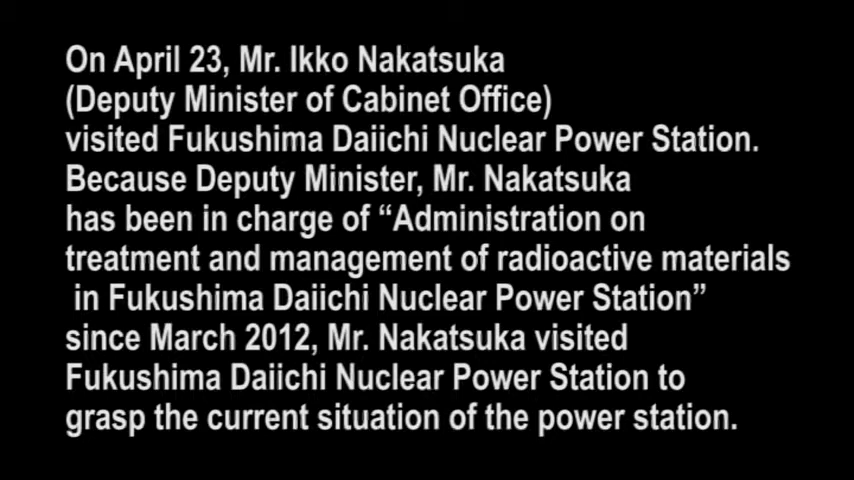 On April 23, Mr. Ikko Nakatsuka
(Deputy Minister of Cabinet Office)
visited Fukushima Daiichi Nuclear Power Station.
Because Deputy Minister, Mr. Nakatsuka
has been in charge of “Administration on
treatment and management of radioactive materials
in Fukushima Daiichi Nuclear Power Station”
since March 2012, Mr. Nakatsuka visited
Fukushima Daiichi Nuclear Power Station to
grasp the current situation of the power station.